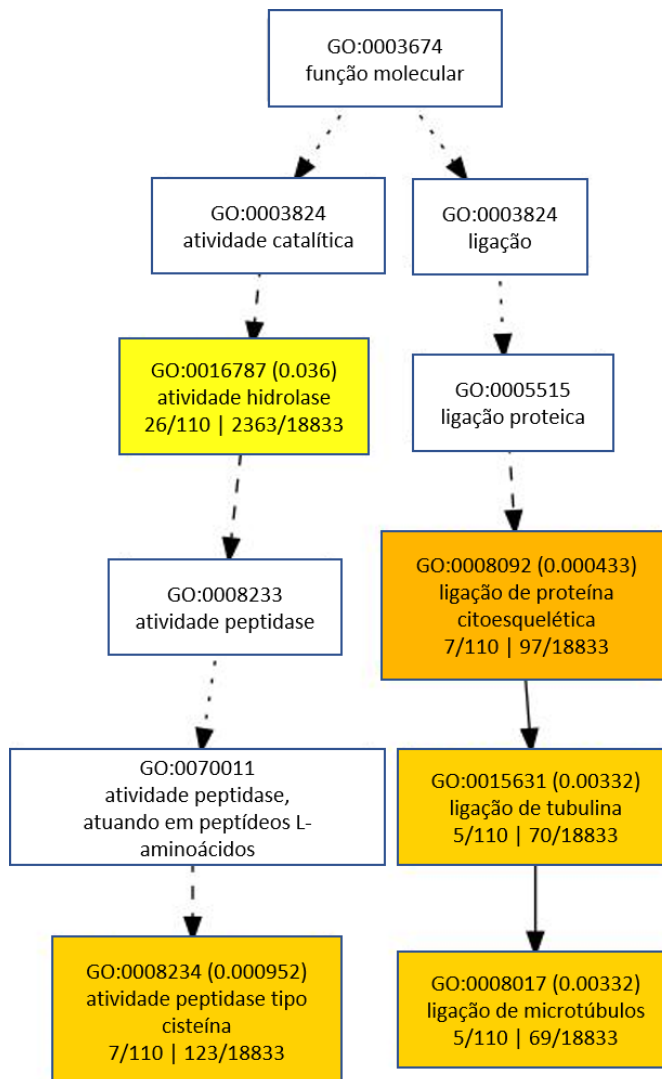 GO:0003674
função molecular
GO:0003824
atividade catalítica
GO:0003824
ligação
GO:0016787 (0.036)
atividade hidrolase
26/110 | 2363/18833
GO:0005515
ligação proteica
GO:0008233
atividade peptidase
GO:0008092 (0.000433)
ligação de proteína
citoesquelética
7/110 | 97/18833
GO:0070011
atividade peptidase,
atuando em peptídeos L-
aminoácidos
GO:0015631 (0.00332)
ligação de tubulina
5/110 | 70/18833
GO:0008234 (0.000952)
atividade peptidase tipo
cisteína
7/110 | 123/18833
GO:0008017 (0.00332)
ligação de microtúbulos
5/110 | 69/18833